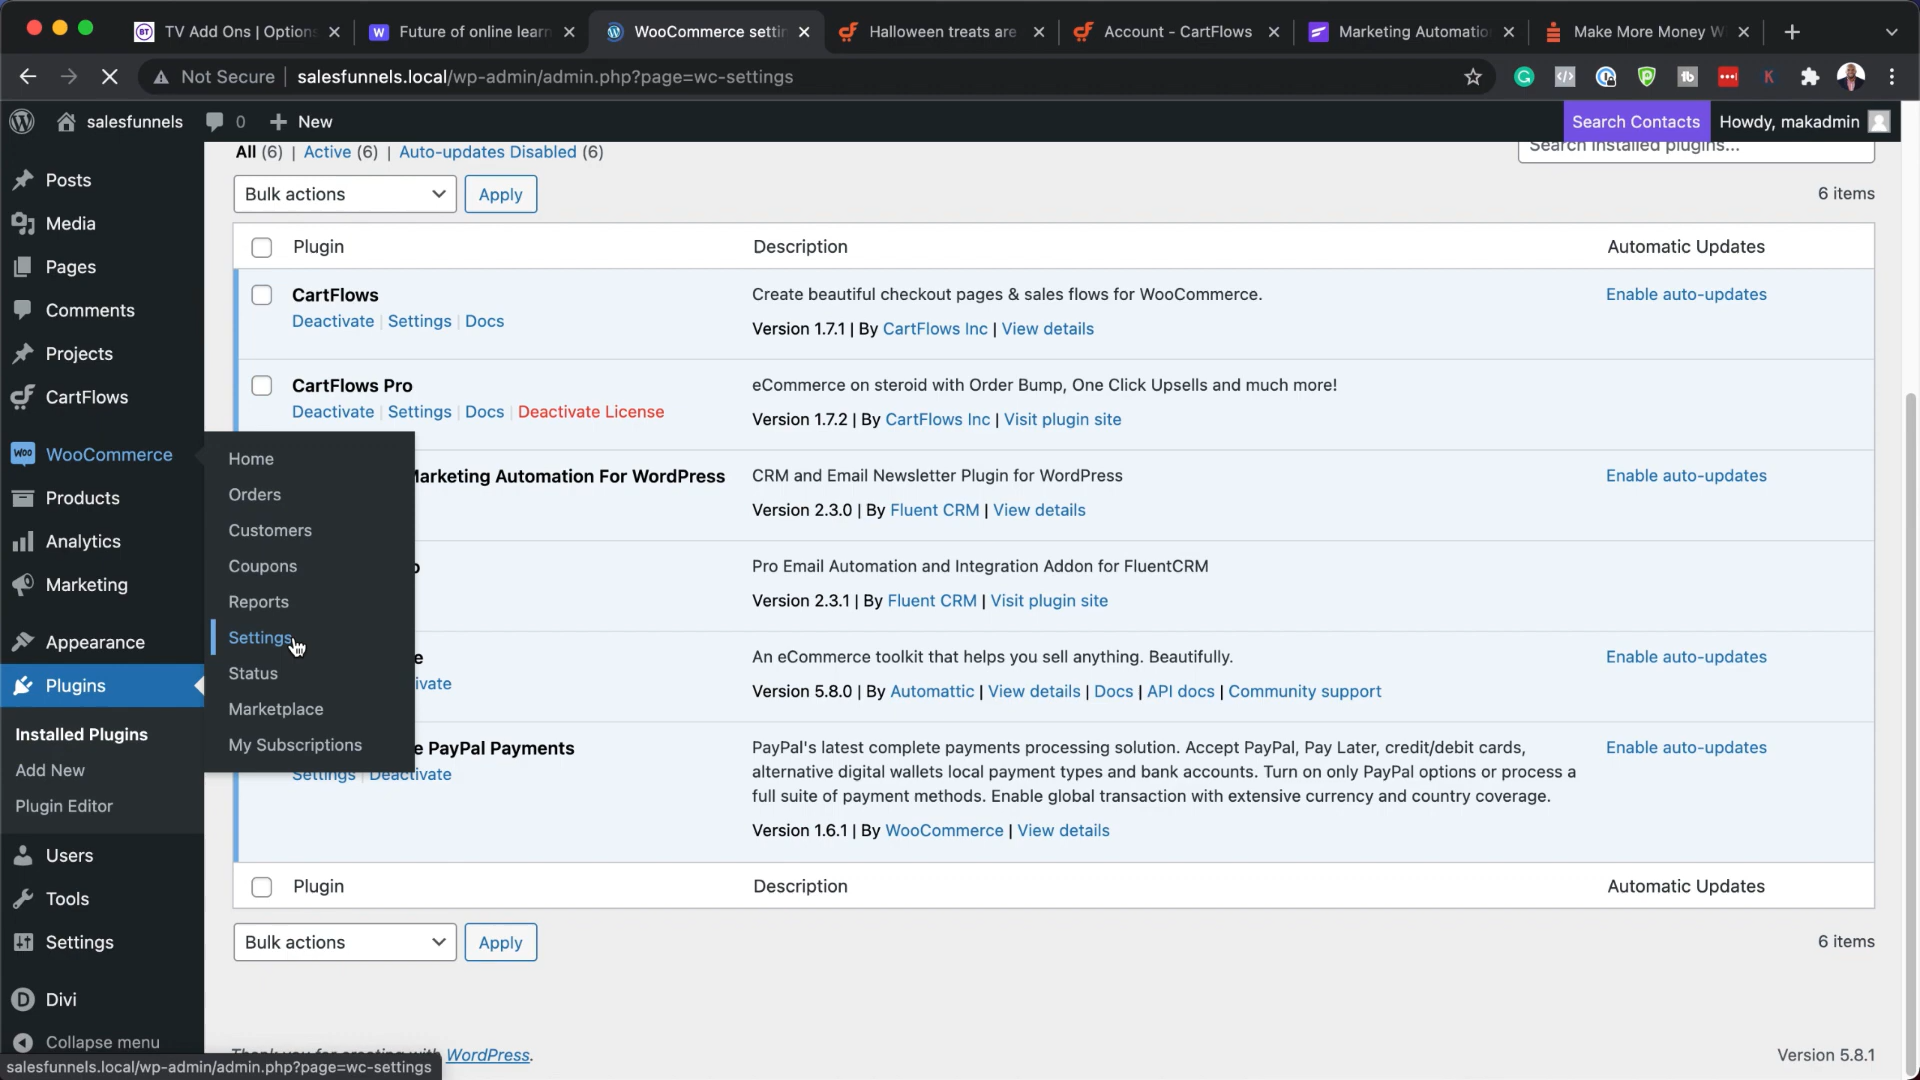 TV Add Ons | Option
Future of online learn
WooCommerce settin
Halloween treats are
Account - CartFlows
Marketing Automatio
Make More Money W
Not Secure
salesfunnels.local/wp-admin/admin.php?page=wc-settings
salesfunnels
0
New
Search Contacts
Howdy, makadmin
Posts
Media
Pages
Comments
Projects
CartFlows
WooCommerce
Products
Analytics
Marketing
Appearance
Plugins
Installed Plugins
Add New
Plugin Editor
Users
Tools
Settings
Divi
Collapse menu
Home
Orders
Customers
Coupons
Reports
Settings
Status
Marketplace
My Subscriptions
All (6) | Active (6) | Auto-updates Disabled (6)
Search installed plugins...
Bulk actions
Apply
6 items
Plugin
Description
Automatic Updates
CartFlows
Deactivate | Settings | Docs
Create beautiful checkout pages & sales flows for WooCommerce.
Version 1.7.1 | By CartFlows Inc | View details
Enable auto-updates
CartFlows Pro
Deactivate | Settings | Docs | Deactivate License
eCommerce on steroid with Order Bump, One Click Upsells and much more!
Version 1.7.2 | By CartFlows Inc | Visit plugin site
Marketing Automation For WordPress
CRM and Email Newsletter Plugin for WordPress
Version 2.3.0 | By Fluent CRM | View details
Enable auto-updates
Pro Email Automation and Integration Addon for FluentCRM
Version 2.3.1 | By Fluent CRM | Visit plugin site
An eCommerce toolkit that helps you sell anything. Beautifully.
Version 5.8.0 | By Automattic | View details | Docs | API docs | Community support
Enable auto-updates
e PayPal Payments
Settings | Deactivate
PayPal's latest complete payments processing solution. Accept PayPal, Pay Later, credit/debit cards,
alternative digital wallets local payment types and bank accounts. Turn on only PayPal options or process a
full suite of payment methods. Enable global transaction with extensive currency and country coverage.
Version 1.6.1 | By WooCommerce | View details
Enable auto-updates
Plugin
Description
Automatic Updates
Bulk actions
Apply
6 items
Thank you for creating with WordPress.
Version 5.8.1
salesfunnels.local/wp-admin/admin.php?page=wc-settings